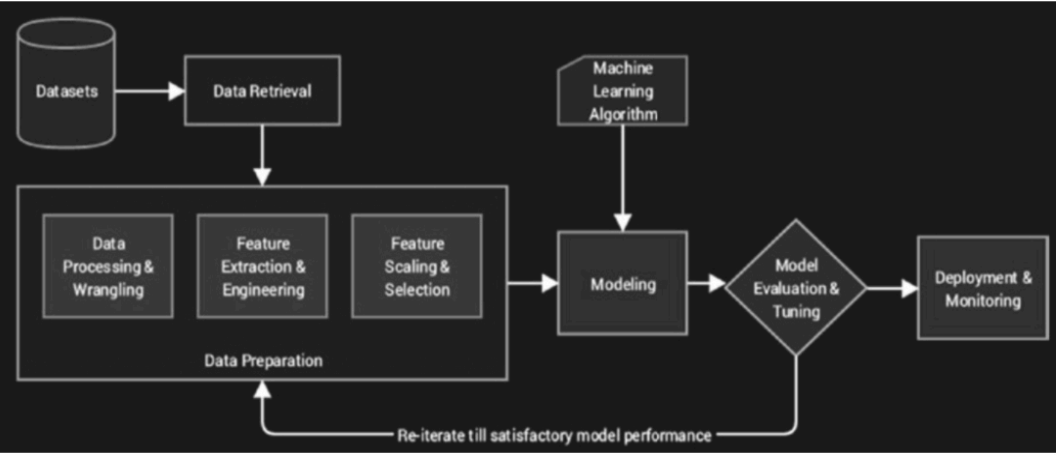 Datasets
Data Retrieval
Machine
Learning
Algorithm
Data
Processing &
Wrangling
Feature
Extraction &
Engineering
Feature
Scaling &
Selection
Data Preparation
Modeling
Model
Evaluation &
Tuning
Deployment &
Monitoring
Re-iterate till satisfactory model performance